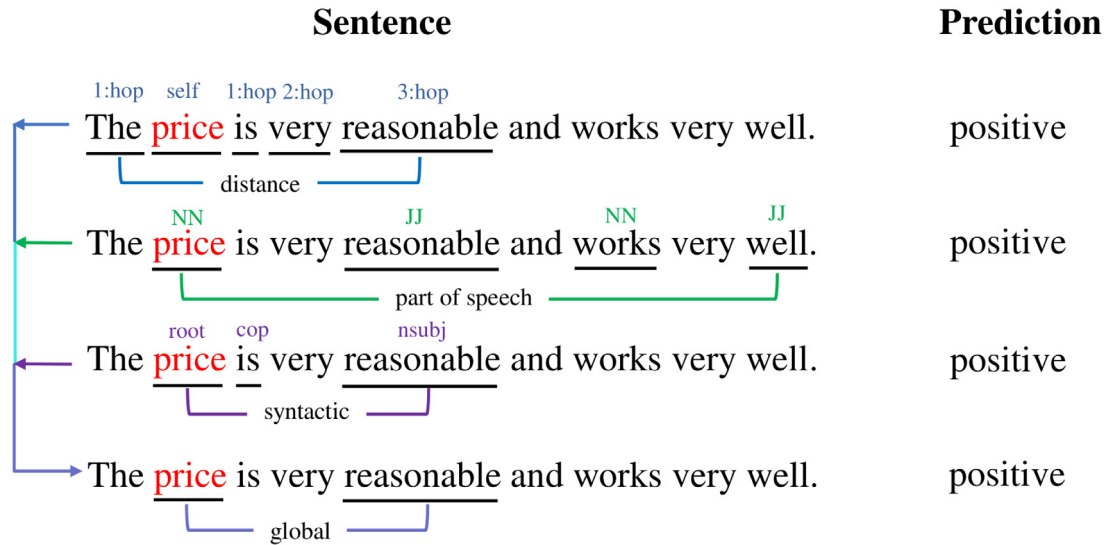 Sentence Prediction
1:hop self 1:hop 2:hop 3:hop
The price is very reasonable and works very well. positive
distance
NN JJ NN JJ
The price is very reasonable and works very well. positive
part of speech
root cop nsubj
The price is very reasonable and works very well. positive
syntactic
The price is very reasonable and works very well. positive
global